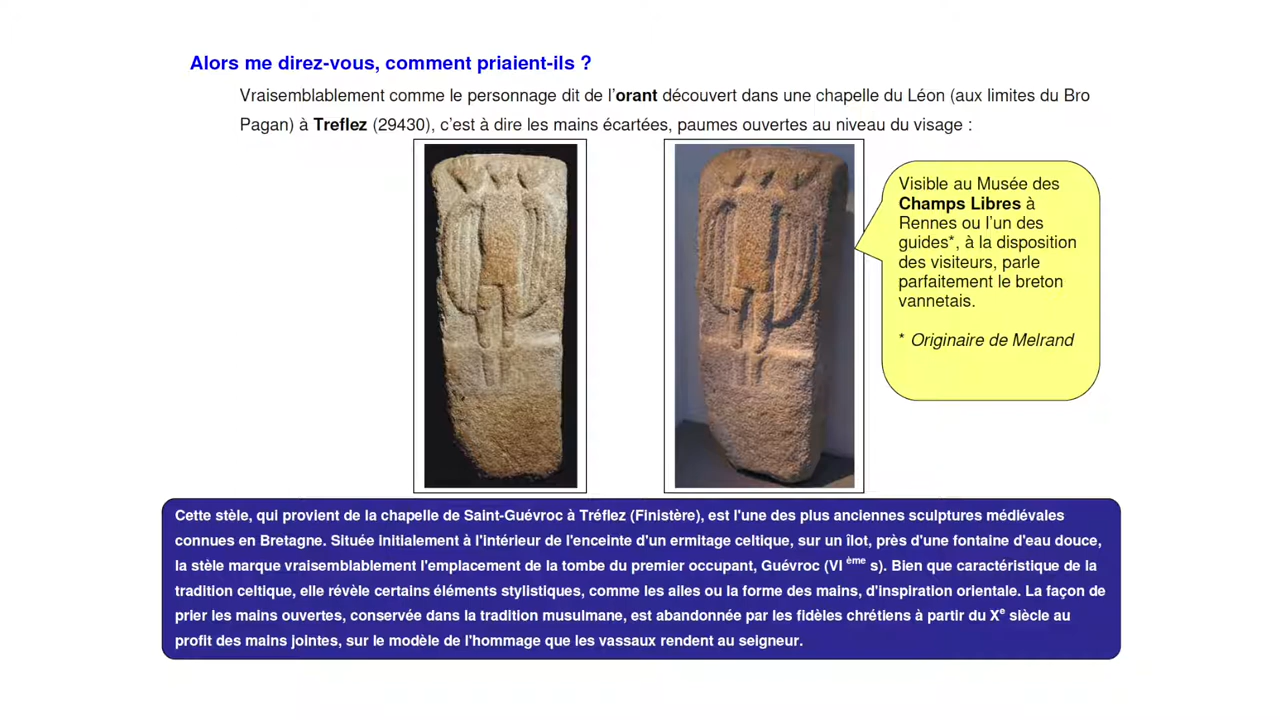 Alors me direz-vous, comment priaient-ils ?
Vraisemblablement comme le personnage dit de l'orant découvert dans une chapelle du Léon (aux limites du Bro
Pagan) à Treflez (29430), c'est à dire les mains écartées, paumes ouvertes au niveau du visage :
Visible au Musée des
Champs Libres à
Rennes ou l'un des
guides*, à la disposition
des visiteurs, parle
parfaitement le breton
vannetais.
* Originaire de Melrand
Cette stèle, qui provient de la chapelle de Saint-Guévroc à Tréflez (Finistère), est l'une des plus anciennes sculptures médiévales
connues en Bretagne. Située initialement à l'intérieur de l'enceinte d'un ermitage celtique, sur un îlot, près d'une fontaine d'eau douce,
la stèle marque vraisemblablement l'emplacement de la tombe du premier occupant, Guévroc (VI ème s). Bien que caractéristique de la
tradition celtique, elle révèle certains éléments stylistiques, comme les ailes ou la forme des mains, d'inspiration orientale. La façon de
prier les mains ouvertes, conservée dans la tradition musulmane, est abandonnée par les fidèles chrétiens à partir du Xe siècle au
profit des mains jointes, sur le modèle de l'hommage que les vassaux rendent au seigneur.